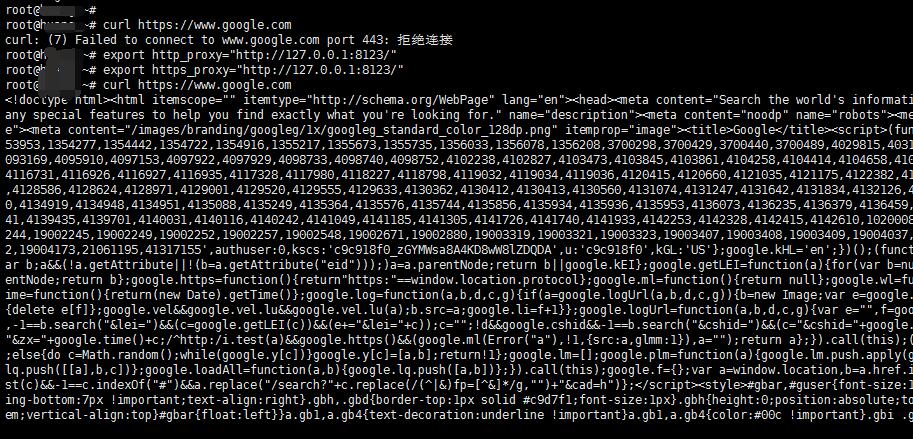 root@ ~#
root@ ~# curl https://www.google.com
curl: (7) Failed to connect to www.google.com port 443: 拒绝连接
root@ ~# export http_proxy="http://127.0.0.1:8123/"
root@ ~# export https_proxy="http://127.0.0.1:8123/"
root@ ~# curl https://www.google.com
<!doctype html><html itemscope="" itemtype="http://schema.org/WebPage" lang="en"><head><meta content="Search the world's informati
any special features to help you find exactly what you're looking for." name="description"><meta content="noodp" name="robots"><meta
e"><meta content="/images/branding/googleg/1x/googleg_standard_color_128dp.png" itemprop="image"><title>Google</title><script>(fun
53953,1354277,1354442,1354722,1354916,1355217,1355673,1355735,1356033,1356078,1356208,3700298,3700429,3700440,3700489,4029815,4031
093169,4095910,4097153,4097922,4097929,4098733,4098740,4098752,4102238,4102827,4103473,4103845,4103861,4104258,4104414,4104658,410
4116731,4116926,4116927,4116935,4117328,4117980,4118227,4118798,4119032,4119034,4119036,4120415,4120660,4121035,4121175,4122382,41
,4128586,4128624,4128971,4129001,4129520,4129555,4129633,4130362,4130412,4130413,4130560,4131074,4131247,4131642,4131834,4132126,4
0,4134919,4134948,4134951,4135088,4135249,4135364,4135576,4135744,4135856,4135934,4135936,4135953,4136073,4136235,4136379,4136459,
41,4139435,4139701,4140031,4140116,4140242,4141049,4141185,4141305,4141726,4141740,4141933,4142253,4142328,4142415,4142610,1020008
244,19002245,19002249,19002252,19002257,19002548,19002671,19002880,19003319,19003321,19003323,19003407,19003408,19003409,19004037,
2,19004173,21061195,41317155',authuser:0,kscs:'c9c918f0_zGYMWsa8A4KD8wW8lZDQDA',u:'c9c918f0',kGL:'US'};google.kHL='en';})();(funct
ar b;a&&(!a.getAttribute||!(b=a.getAttribute("eid")));)a=a.parentNode;return b||google.kEI};google.getLEI=function(a){for(var b=nu
entNode;return b};google.https=function(){return"https:"==window.location.protocol};google.ml=function(){return null};google.wl=fu
ime=function(){return(new Date).getTime()};google.log=function(a,b,d,c,g){if(a=google.logUrl(a,b,d,c,g)){b=new Image;var e=google.
{delete e[f]};google.vel&&google.vel.lu&&google.vel.lu(a);b.src=a;google.li=f+1}};google.logUrl=function(a,b,d,c,g){var e="",f=goo
,-1==b.search("&lei=")&&(c=google.getLEI(c))&&(e+="&lei="+c);c="";!d&&google.cshid&&-1==b.search("&cshid=")&&(c="&cshid="+google.
"&zx="+google.time()+c;/^http:/i.test(a)&&google.https()&&(google.ml(Error("a"),!1,{src:a,glmm:1}),a="");return a};}).call(this);(
;else{do c=Math.random();while(google.y[c])}google.y[c]=[a,b];return!1};google.lm=[];google.plm=function(a){google.lm.push.apply(g
lq.push([[a],b,c])};google.loadAll=function(a,b){google.lq.push([a,b])};}).call(this);google.f={};var a=window.location,b=a.href.i
st(c)&&-1==c.indexOf("#")&&a.replace("/search?"+c.replace(/(^|&)fp=[^&]*/g,"")+"&cad=h")};</script><style>#gbar,#guser{font-size:1
ing-bottom:7px !important;text-align:right}.gbh,.gbd{border-top:1px solid #c9d7f1;font-size:1px}.gbh{height:0;position:absolute;to
em;vertical-align:top}#gbar{float:left}}a.gb1,a.gb4{text-decoration:underline !important}a.gb1,a.gb4{color:#00c !important}.gbi .g